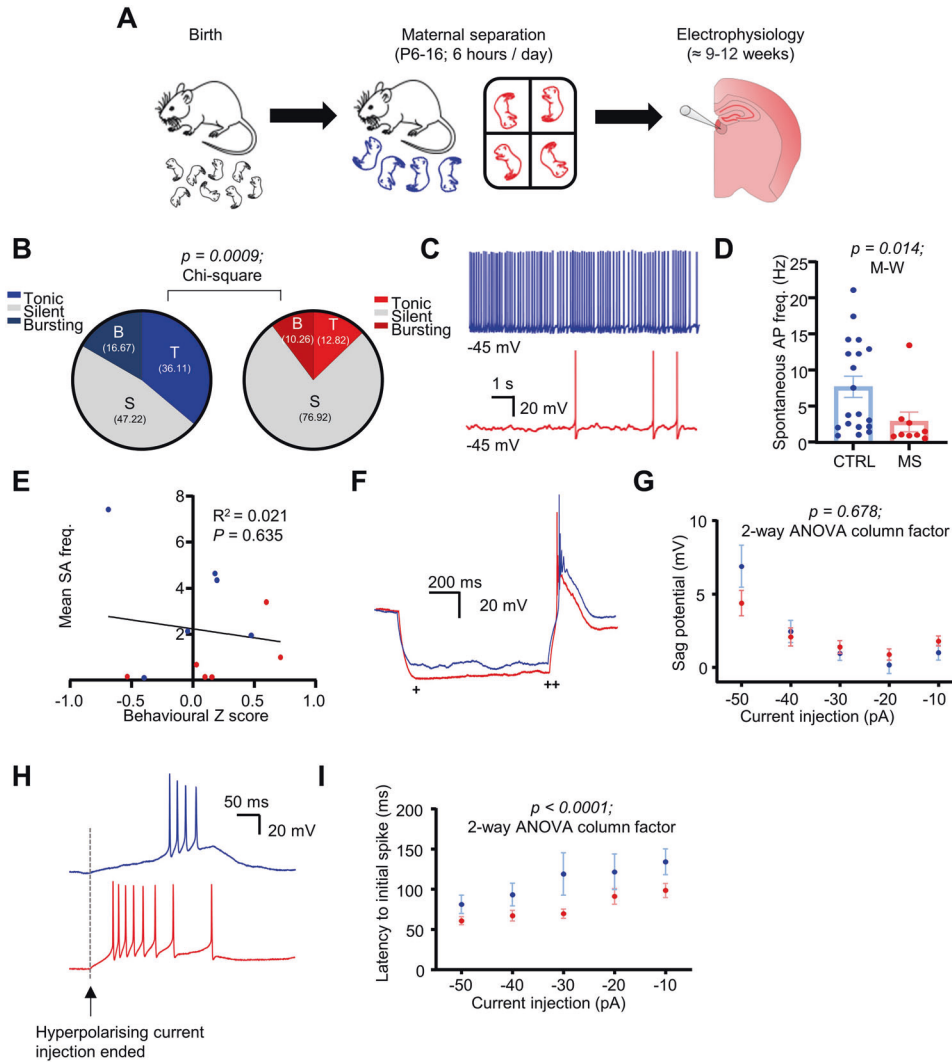 A
Birth
Maternal separation
(P6-16; 6 hours / day)
Electrophysiology
(≈ 9-12 weeks)
B
p = 0.0009;
Chi-square
Tonic
Silent
Bursting
B
(16.67)
T
(36.11)
S
(47.22)
Tonic
Silent
Bursting
B
(10.26)
T
(12.82)
S
(76.92)
C
-45 mV
1 s
20 mV
-45 mV
D
p = 0.014;
M-W
Spontaneous AP freq. (Hz)
25
20
15
10
5
0
CTRL
MS
E
R² = 0.021
P = 0.635
Mean SA freq.
8
6
4
2
-1.0
-0.5
0.0
0.5
1.0
Behavioural Z score
F
200 ms
20 mV
+
++
G
p = 0.678;
2-way ANOVA column factor
Sag potential (mV)
10
5
0
-50
-40
-30
-20
-10
Current injection (pA)
H
50 ms
20 mV
Hyperpolarising current
injection ended
I
p < 0.0001;
2-way ANOVA column factor
Latency to initial spike (ms)
200
150
100
50
0
-50
-40
-30
-20
-10
Current injection (pA)